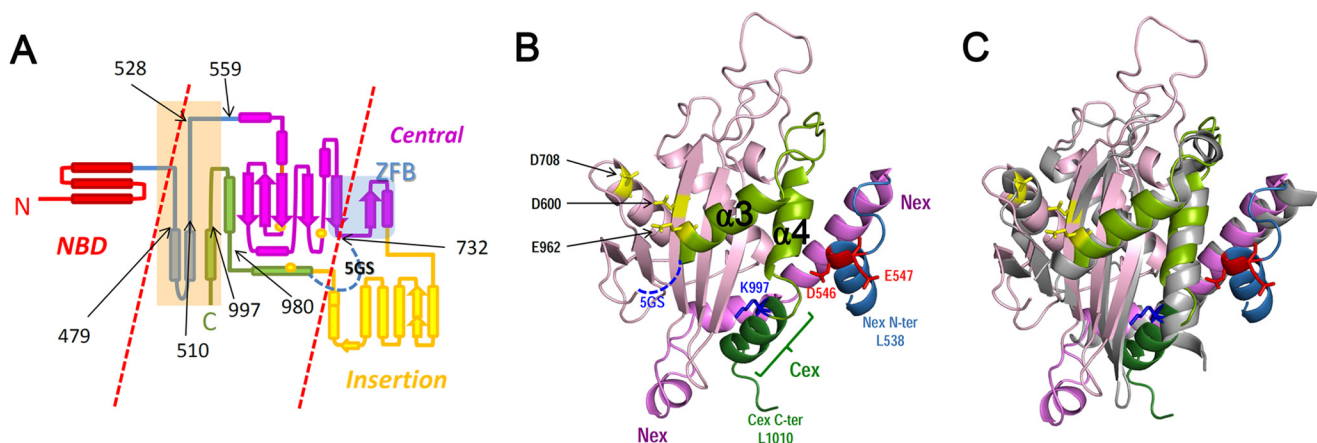 A
528
559
Central
ZFB
N
NBD
5GS
732
479
510
C
997
980
Insertion
B
D708
D600
E962
α3
α4
Nex
5GS
K997
D546
E547
Nex N-ter
L538
Cex
Cex C-ter
L1010
Nex
C